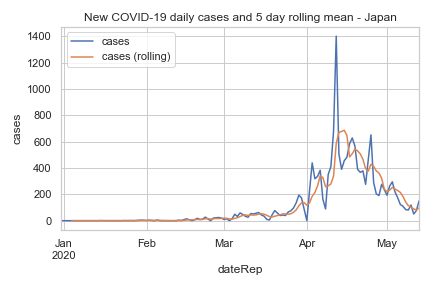 New COVID-19 daily cases and 5 day rolling mean - Japan
cases
cases (rolling)
1400
1200
1000
800
600
400
200
0
cases
Jan
2020
Feb
Mar
Apr
May
dateRep